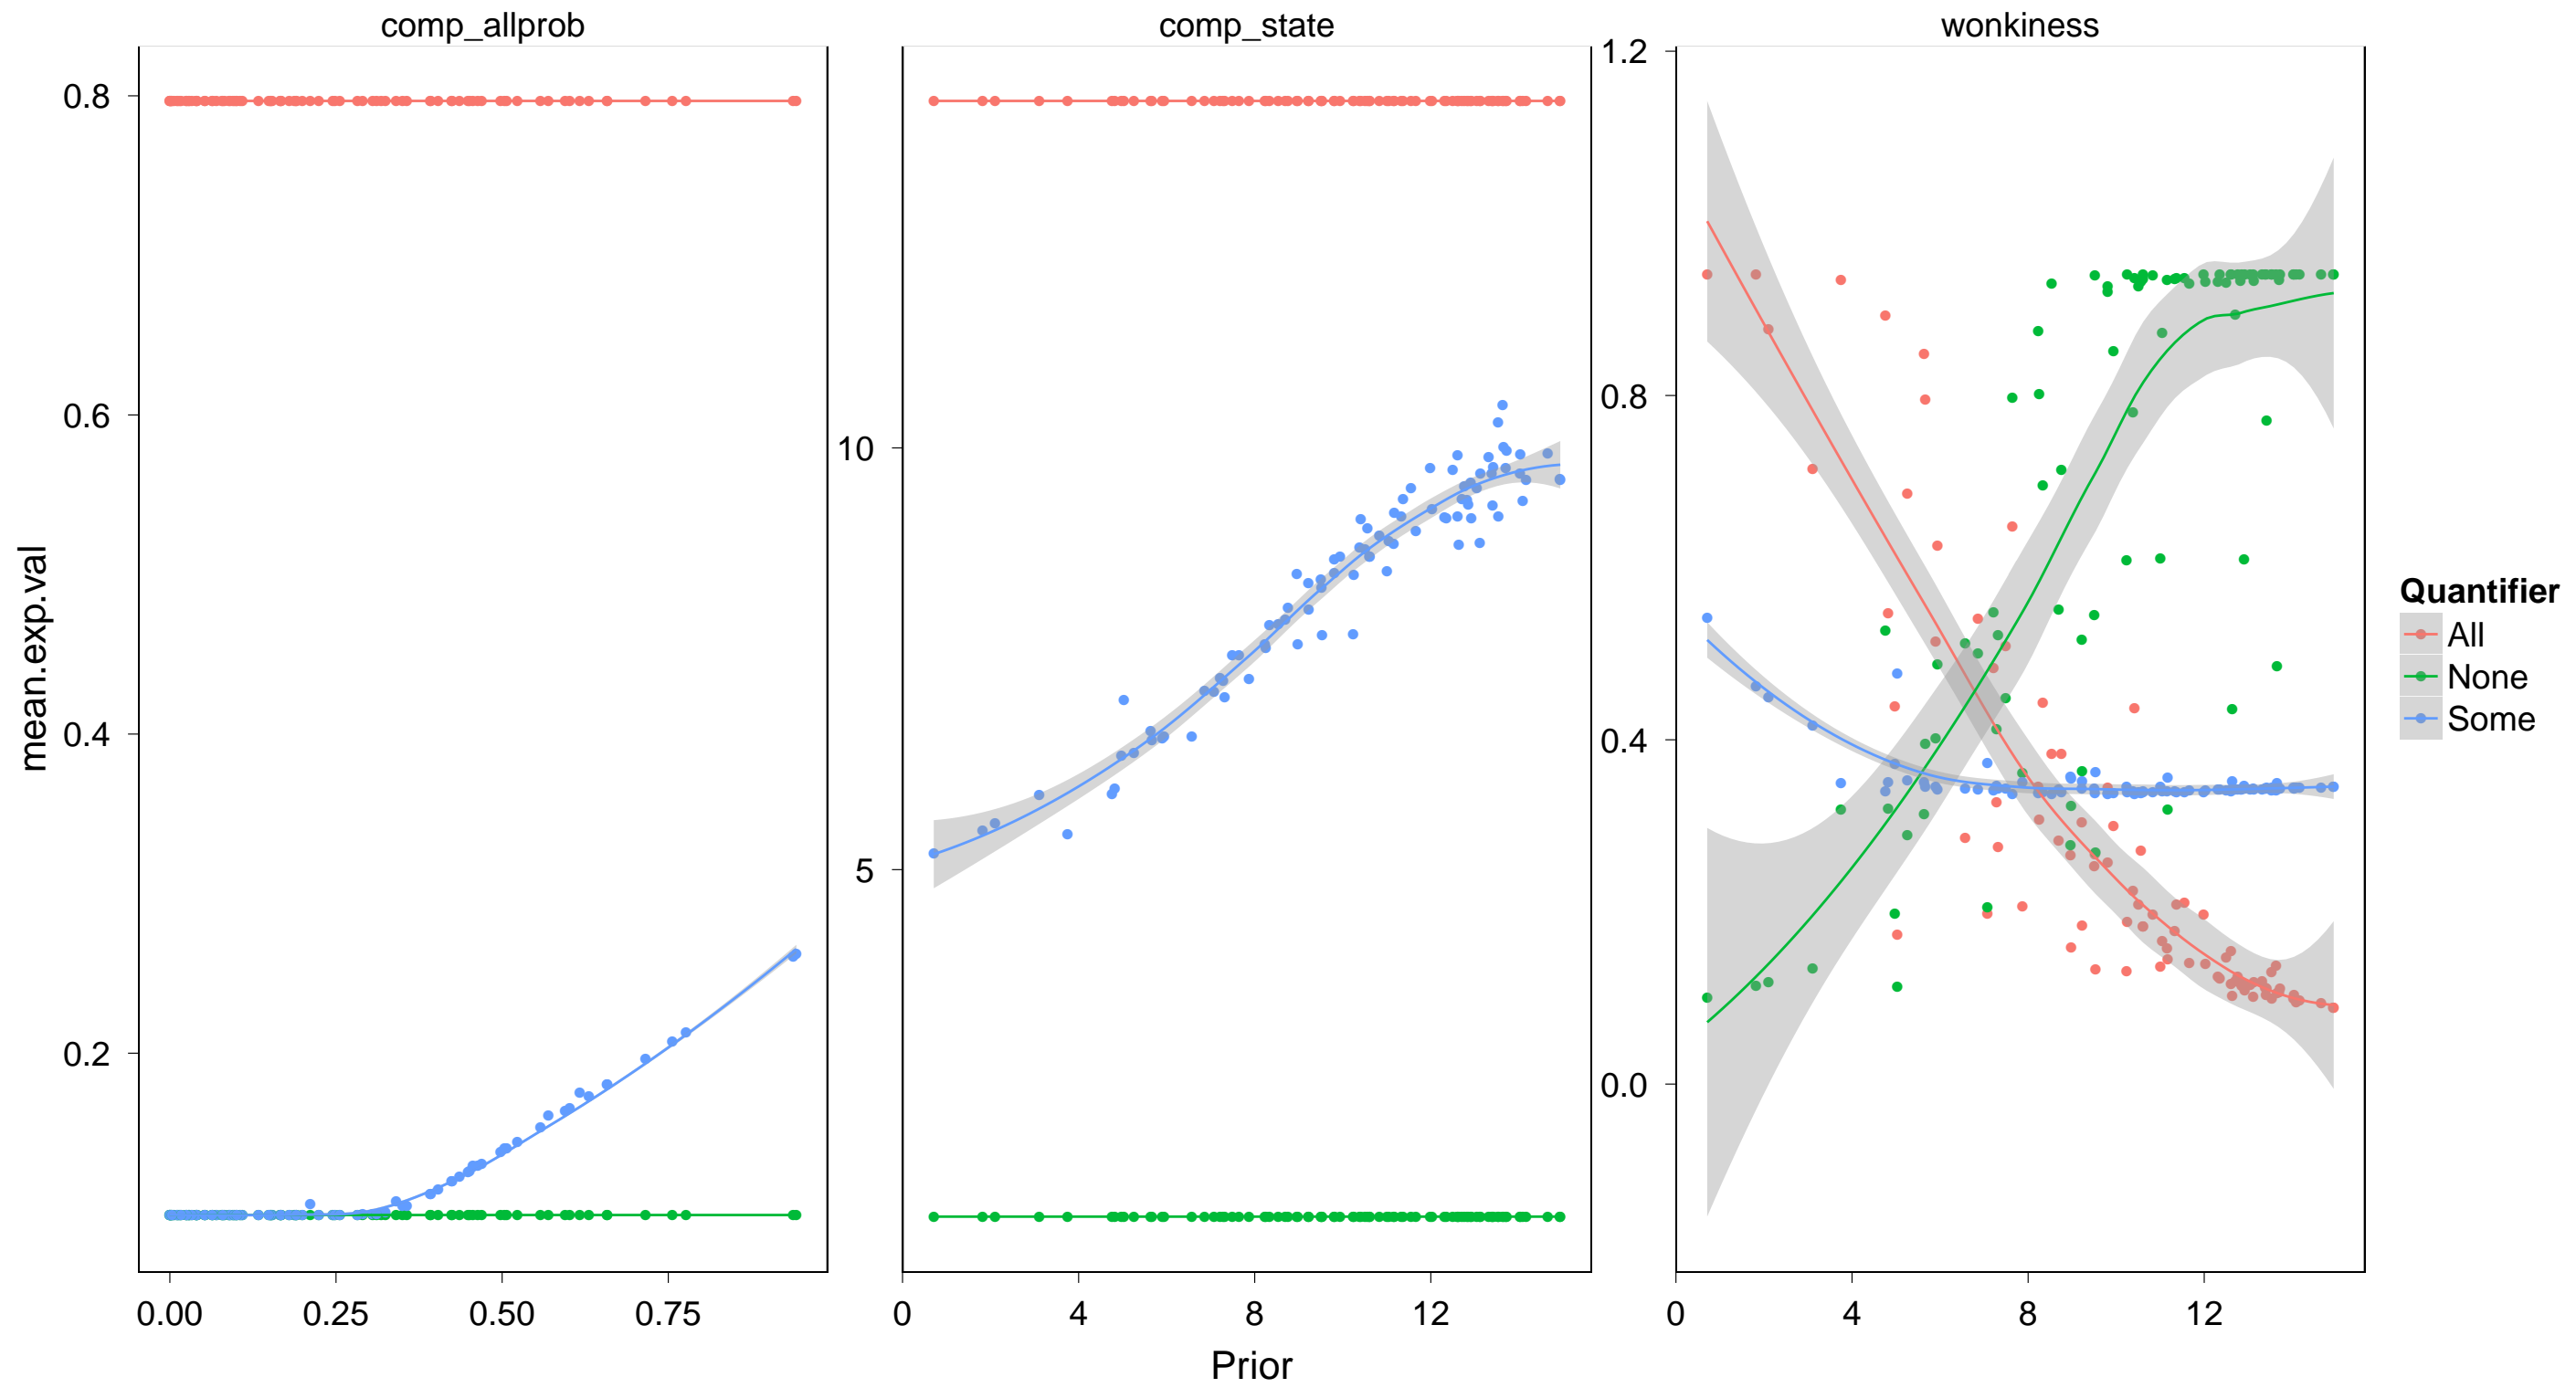 comp_allprob
comp_state
wonkiness
mean.exp.val
0.8
0.6
0.4
0.2
0.00 0.25 0.50 0.75
10
5
0 4 8 12
1.2
0.8
0.4
0.0
0 4 8 12
Prior
Quantifier
All
None
Some